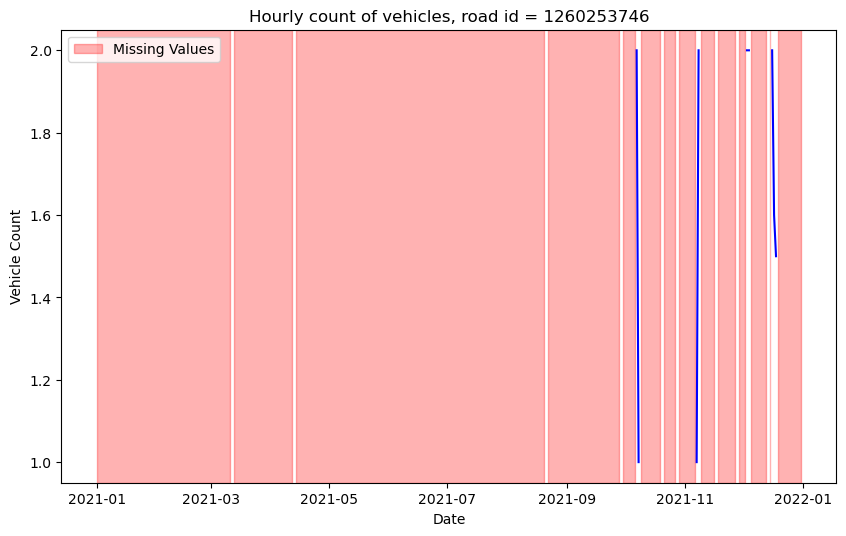 Hourly count of vehicles, road id = 1260253746
Missing Values
2.0
1.8
1.6
1.4
1.2
1.0
Vehicle Count
2021-01 2021-03 2021-05 2021-07 2021-09 2021-11 2022-01
Date